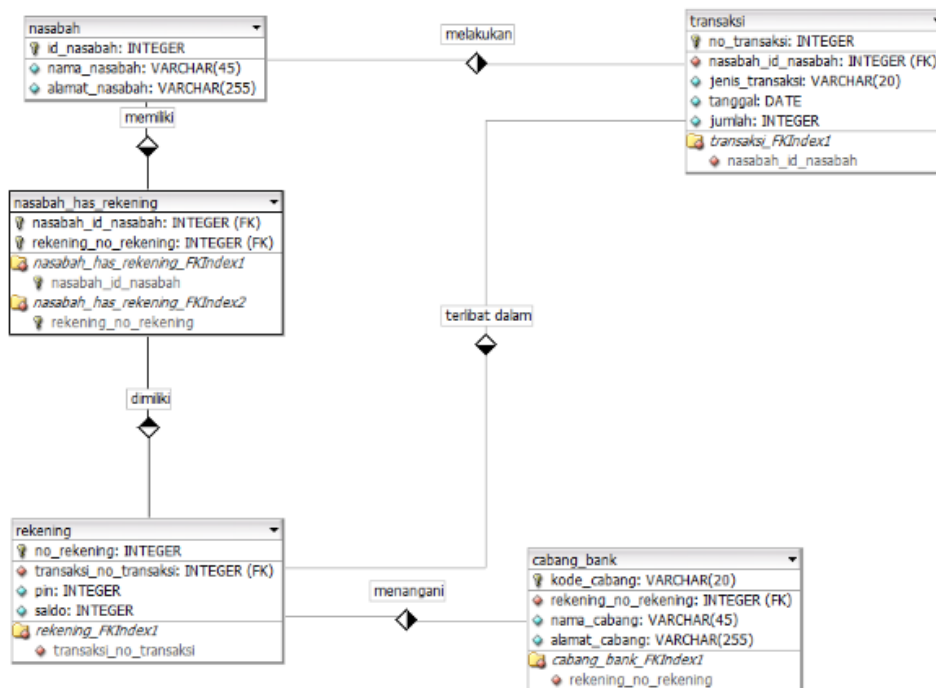 nasabah
id_nasabah: INTEGER
nama_nasabah: VARCHAR(45)
alamat_nasabah: VARCHAR(255)
melakukan
transaksi
no_transaksi: INTEGER
nasabah_id_nasabah: INTEGER (FK)
jenis_transaksi: VARCHAR(20)
tanggal: DATE
jumlah: INTEGER
transaksi_FKIndex1
nasabah_id_nasabah
memiliki
nasabah_has_rekening
nasabah_id_nasabah: INTEGER (FK)
rekening_no_rekening: INTEGER (FK)
nasabah_has_rekening_FKIndex1
nasabah_id_nasabah
nasabah_has_rekening_FKIndex2
rekening_no_rekening
terlibat dalam
dimiliki
rekening
no_rekening: INTEGER
transaksi_no_transaksi: INTEGER (FK)
pin: INTEGER
saldo: INTEGER
rekening_FKIndex1
transaksi_no_transaksi
menangani
cabang_bank
kode_cabang: VARCHAR(20)
rekening_no_rekening: INTEGER (FK)
nama_cabang: VARCHAR(45)
alamat_cabang: VARCHAR(255)
cabang_bank_FKIndex1
rekening_no_rekening